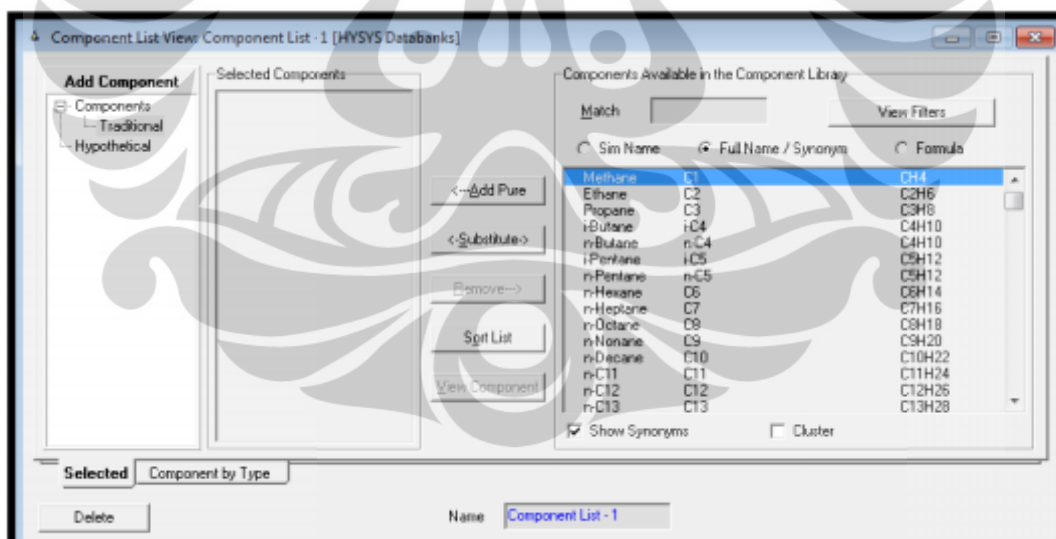 Component List View: Component List - 1 [HYSYS Databanks]
Add Component
Components
Traditional
Hypothetical
Selected Components
<---Add Pure
<-Substitute->
Remove--->
Sort List
View Component
Components Available in the Component Library
Match
View Filters
Sim Name Full Name / Synonym Formula
Methane C1 CH4
Ethane C2 C2H6
Propane C3 C3H8
i-Butane i-C4 C4H10
n-Butane n-C4 C4H10
i-Pentane i-C5 C5H12
n-Pentane n-C5 C5H12
n-Hexane C6 C6H14
n-Heptane C7 C7H16
n-Octane C8 C8H18
n-Nonane C9 C9H20
n-Decane C10 C10H22
n-C11 C11 C11H24
n-C12 C12 C12H26
n-C13 C13 C13H28
Show Synonyms Cluster
Selected Component by Type
Delete Name Component List - 1